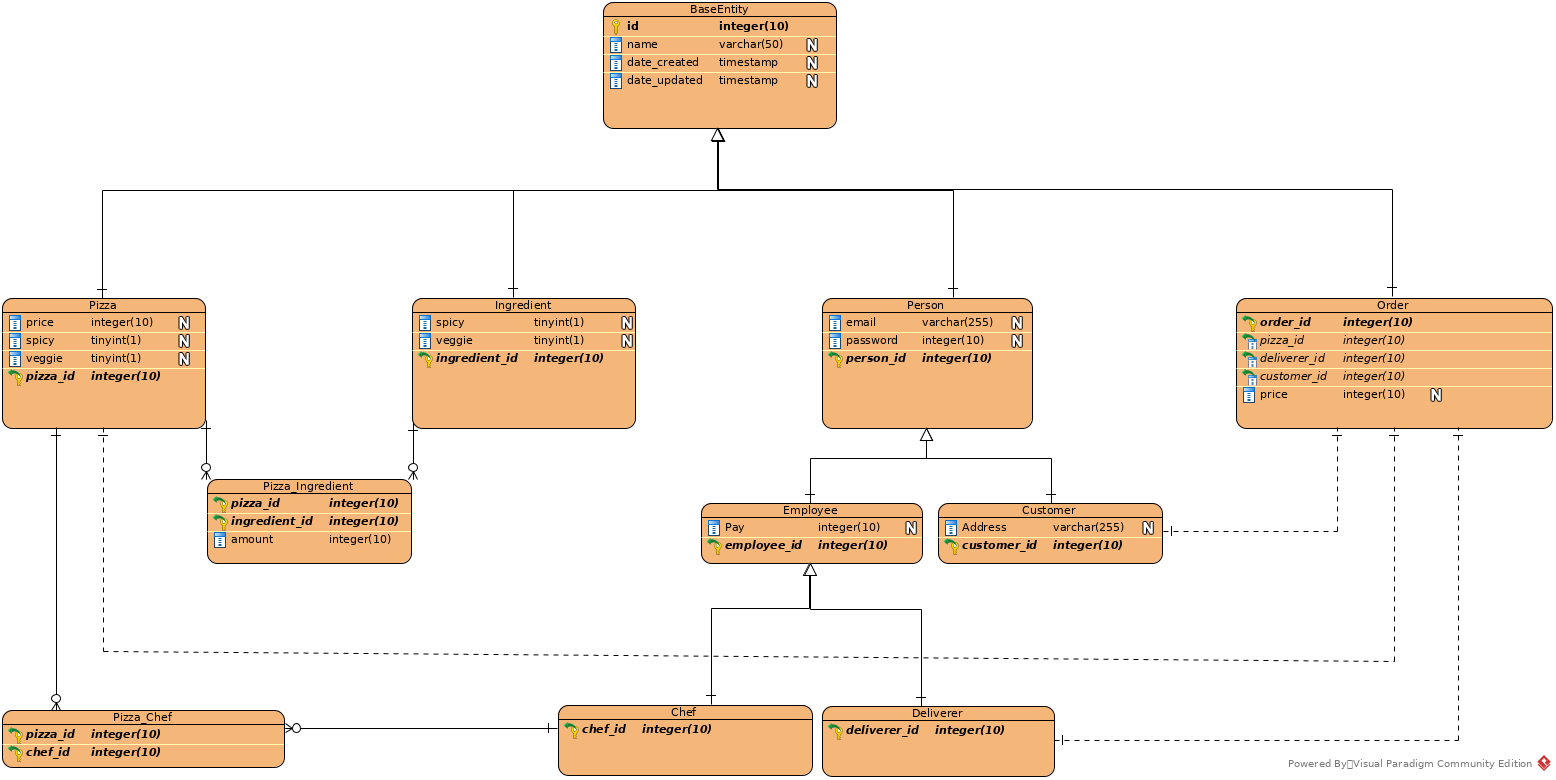 BaseEntity
id integer(10)
name varchar(50) N
date_created timestamp N
date_updated timestamp N
Pizza
price integer(10) N
spicy tinyint(1) N
veggie tinyint(1) N
pizza_id integer(10)
Ingredient
spicy tinyint(1) N
veggie tinyint(1) N
ingredient_id integer(10)
Person
email varchar(255) N
password integer(10) N
person_id integer(10)
Order
order_id integer(10)
pizza_id integer(10)
deliverer_id integer(10)
customer_id integer(10)
price integer(10) N
Pizza_Ingredient
pizza_id integer(10)
ingredient_id integer(10)
amount integer(10)
Employee
Pay integer(10) N
employee_id integer(10)
Customer
Address varchar(255) N
customer_id integer(10)
Pizza_Chef
pizza_id integer(10)
chef_id integer(10)
Chef
chef_id integer(10)
Deliverer
deliverer_id integer(10)
Powered By Visual Paradigm Community Edition